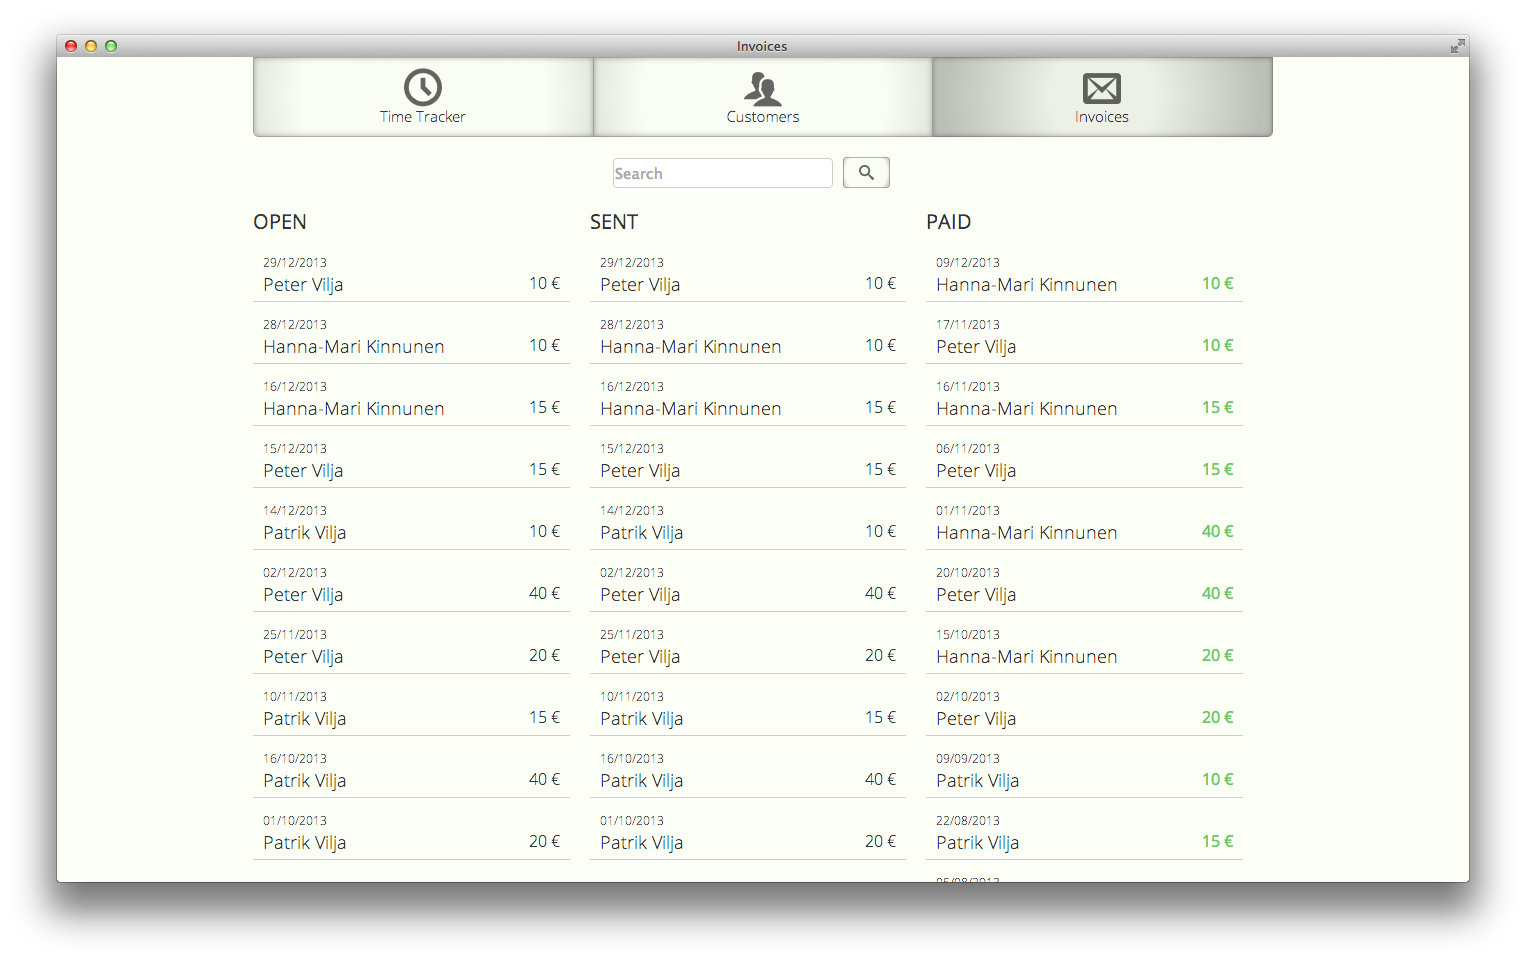 Invoices
Time Tracker
Customers
Invoices
Search
OPEN
29/12/2013
Peter Vilja 10 €
28/12/2013
Hanna-Mari Kinnunen 10 €
16/12/2013
Hanna-Mari Kinnunen 15 €
15/12/2013
Peter Vilja 15 €
14/12/2013
Patrik Vilja 10 €
02/12/2013
Peter Vilja 40 €
25/11/2013
Peter Vilja 20 €
10/11/2013
Patrik Vilja 15 €
16/10/2013
Patrik Vilja 40 €
01/10/2013
Patrik Vilja 20 €
SENT
29/12/2013
Peter Vilja 10 €
28/12/2013
Hanna-Mari Kinnunen 10 €
16/12/2013
Hanna-Mari Kinnunen 15 €
15/12/2013
Peter Vilja 15 €
14/12/2013
Patrik Vilja 10 €
02/12/2013
Peter Vilja 40 €
25/11/2013
Peter Vilja 20 €
10/11/2013
Patrik Vilja 15 €
16/10/2013
Patrik Vilja 40 €
01/10/2013
Patrik Vilja 20 €
PAID
09/12/2013
Hanna-Mari Kinnunen 10 €
17/11/2013
Peter Vilja 10 €
16/11/2013
Hanna-Mari Kinnunen 15 €
06/11/2013
Peter Vilja 15 €
01/11/2013
Hanna-Mari Kinnunen 40 €
20/10/2013
Peter Vilja 40 €
15/10/2013
Hanna-Mari Kinnunen 20 €
02/10/2013
Peter Vilja 20 €
09/09/2013
Patrik Vilja 10 €
22/08/2013
Patrik Vilja 15 €